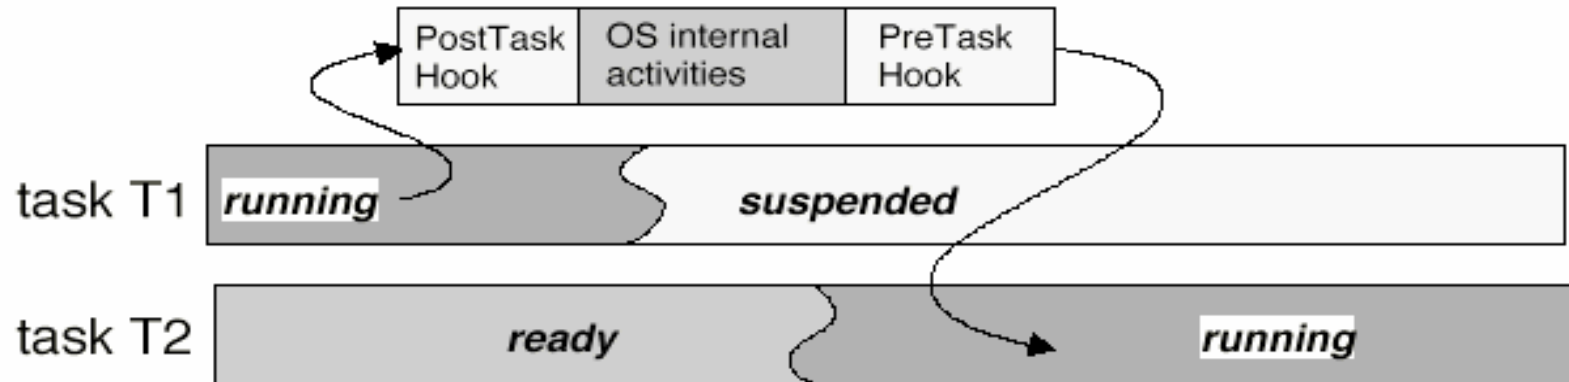 PostTask
Hook
OS internal
activities
PreTask
Hook
task T1
running
suspended
task T2
ready
running